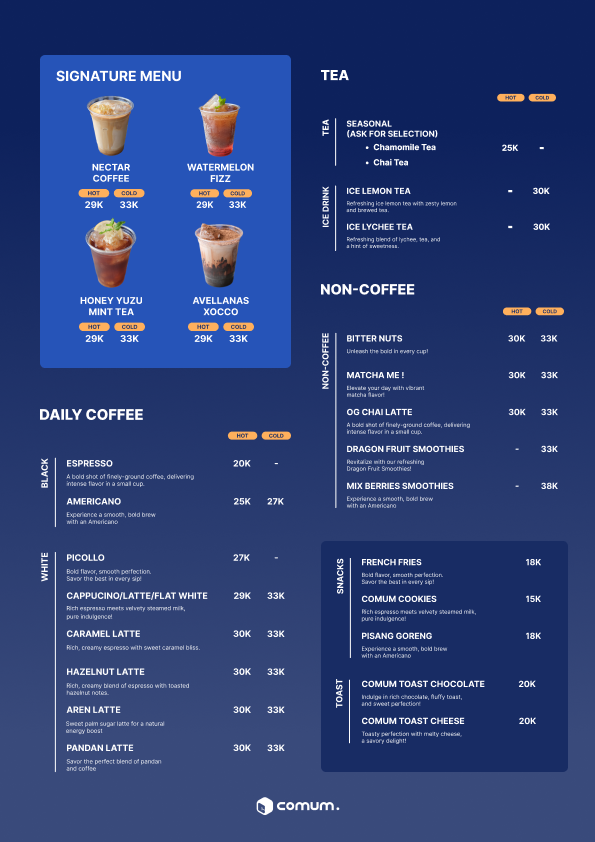 SIGNATURE MENU
NECTAR
COFFEE
HOT COLD
29K 33K
WATERMELON
FIZZ
HOT COLD
29K 33K
HONEY YUZU
MINT TEA
HOT COLD
29K 33K
AVELLANAS
XOCCO
HOT COLD
29K 33K
DAILY COFFEE
HOT COLD
BLACK
ESPRESSO 20K -
A bold shot of finely-ground coffee, delivering
intense flavor in a small cup.
AMERICANO 25K 27K
Experience a smooth, bold brew
with an Americano
WHITE
PICOLLO 27K -
Bold flavor, smooth perfection.
Savor the best in every sip!
CAPPUCINO/LATTE/FLAT WHITE 29K 33K
Rich espresso meets velvety steamed milk,
pure indulgence!
CARAMEL LATTE 30K 33K
Rich, creamy espresso with sweet caramel bliss.
HAZELNUT LATTE 30K 33K
Rich, creamy blend of espresso with toasted
hazelnut notes.
AREN LATTE 30K 33K
Sweet palm sugar latte for a natural
energy boost
PANDAN LATTE 30K 33K
Savor the perfect blend of pandan
and coffee
TEA
HOT COLD
TEA
SEASONAL
(ASK FOR SELECTION)
• Chamomile Tea 25K -
• Chai Tea
ICE DRINK
ICE LEMON TEA - 30K
Refreshing ice lemon tea with zesty lemon
and brewed tea.
ICE LYCHEE TEA - 30K
Refreshing blend of lychee, tea, and
a hint of sweetness.
NON-COFFEE
HOT COLD
NON-COFFEE
BITTER NUTS 30K 33K
Unleash the bold in every cup!
MATCHA ME ! 30K 33K
Elevate your day with vibrant
matcha flavor!
OG CHAI LATTE 30K 33K
A bold shot of finely-ground coffee, delivering
intense flavor in a small cup.
DRAGON FRUIT SMOOTHIES - 33K
Revitalize with our refreshing
Dragon Fruit Smoothies!
MIX BERRIES SMOOTHIES - 38K
Experience a smooth, bold brew
with an Americano
SNACKS
FRENCH FRIES 18K
Bold flavor, smooth perfection.
Savor the best in every sip!
COMUM COOKIES 15K
Rich espresso meets velvety steamed milk,
pure indulgence!
PISANG GORENG 18K
Experience a smooth, bold brew
with an Americano
TOAST
COMUM TOAST CHOCOLATE 20K
Indulge in rich chocolate, fluffy toast,
and sweet perfection!
COMUM TOAST CHEESE 20K
Toasty perfection with melty cheese,
a savory delight!
comum.